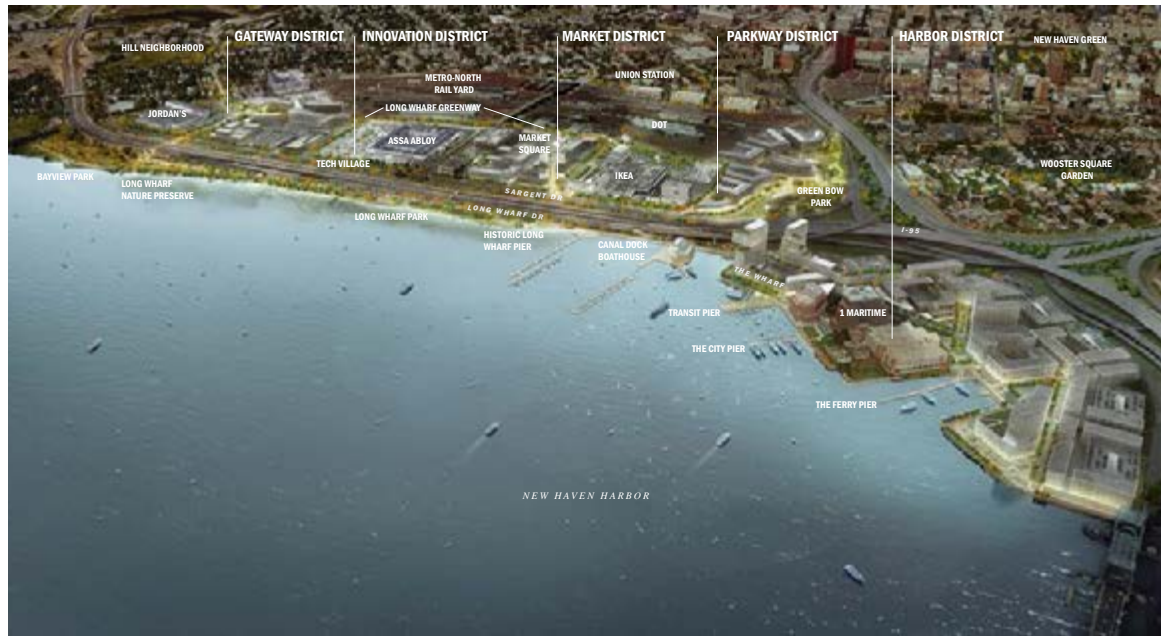 GATEWAY DISTRICT
INNOVATION DISTRICT
MARKET DISTRICT
PARKWAY DISTRICT
HARBOR DISTRICT
HILL NEIGHBORHOOD
NEW HAVEN GREEN
METRO-NORTH
RAIL YARD
UNION STATION
LONG WHARF GREENWAY
JORDAN'S
DOT
ASSA ABLOY
MARKET
SQUARE
TECH VILLAGE
IKEA
WOOSTER SQUARE
GARDEN
BAYVIEW PARK
LONG WHARF
NATURE PRESERVE
SARGENT DR
GREEN BOW
PARK
LONG WHARF PARK
LONG WHARF DR
I-95
HISTORIC LONG
WHARF PIER
CANAL DOCK
BOATHOUSE
THE WHARF
TRANSIT PIER
1 MARITIME
THE CITY PIER
THE FERRY PIER
NEW HAVEN HARBOR